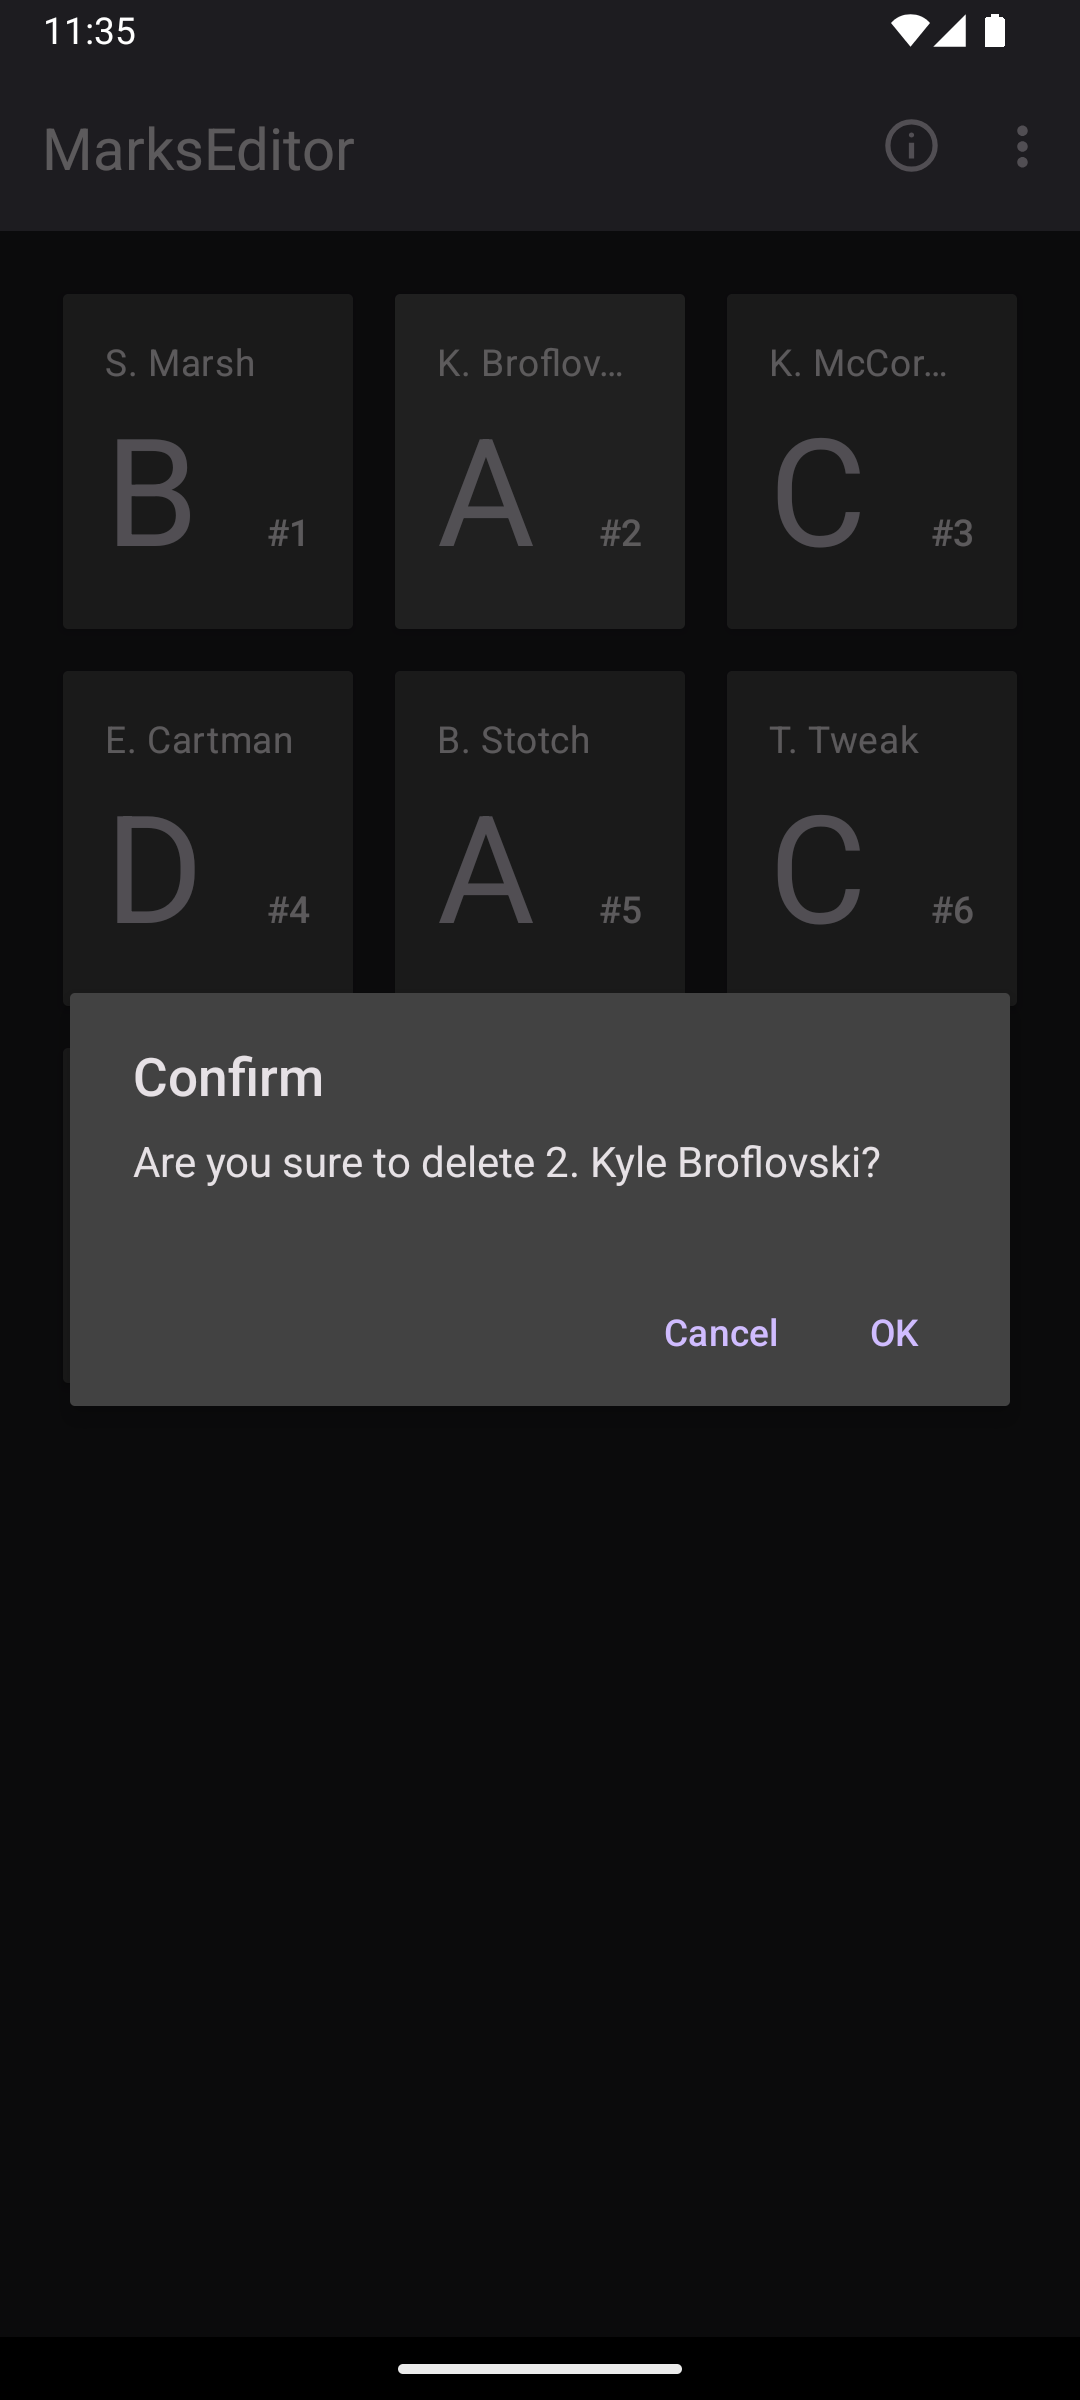 11:35
MarksEditor
S. Marsh
B
#1
K. Broflov...
A
#2
K. McCor...
C
#3
E. Cartman
D
#4
B. Stotch
A
#5
T. Tweak
C
#6
Confirm
Are you sure to delete 2. Kyle Broflovski?
Cancel
OK